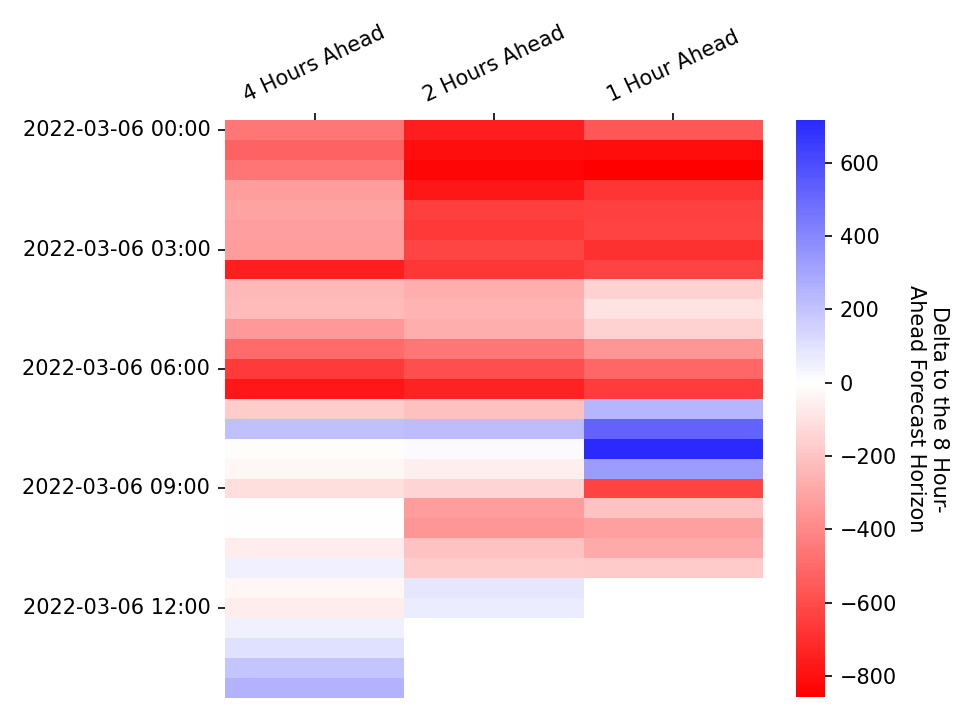 4 Hours Ahead
2 Hours Ahead
1 Hour Ahead
2022-03-06 00:00
2022-03-06 03:00
2022-03-06 06:00
2022-03-06 09:00
2022-03-06 12:00
600
400
200
0
−200
−400
−600
−800
Delta to the 8 Hour-
Ahead Forecast Horizon